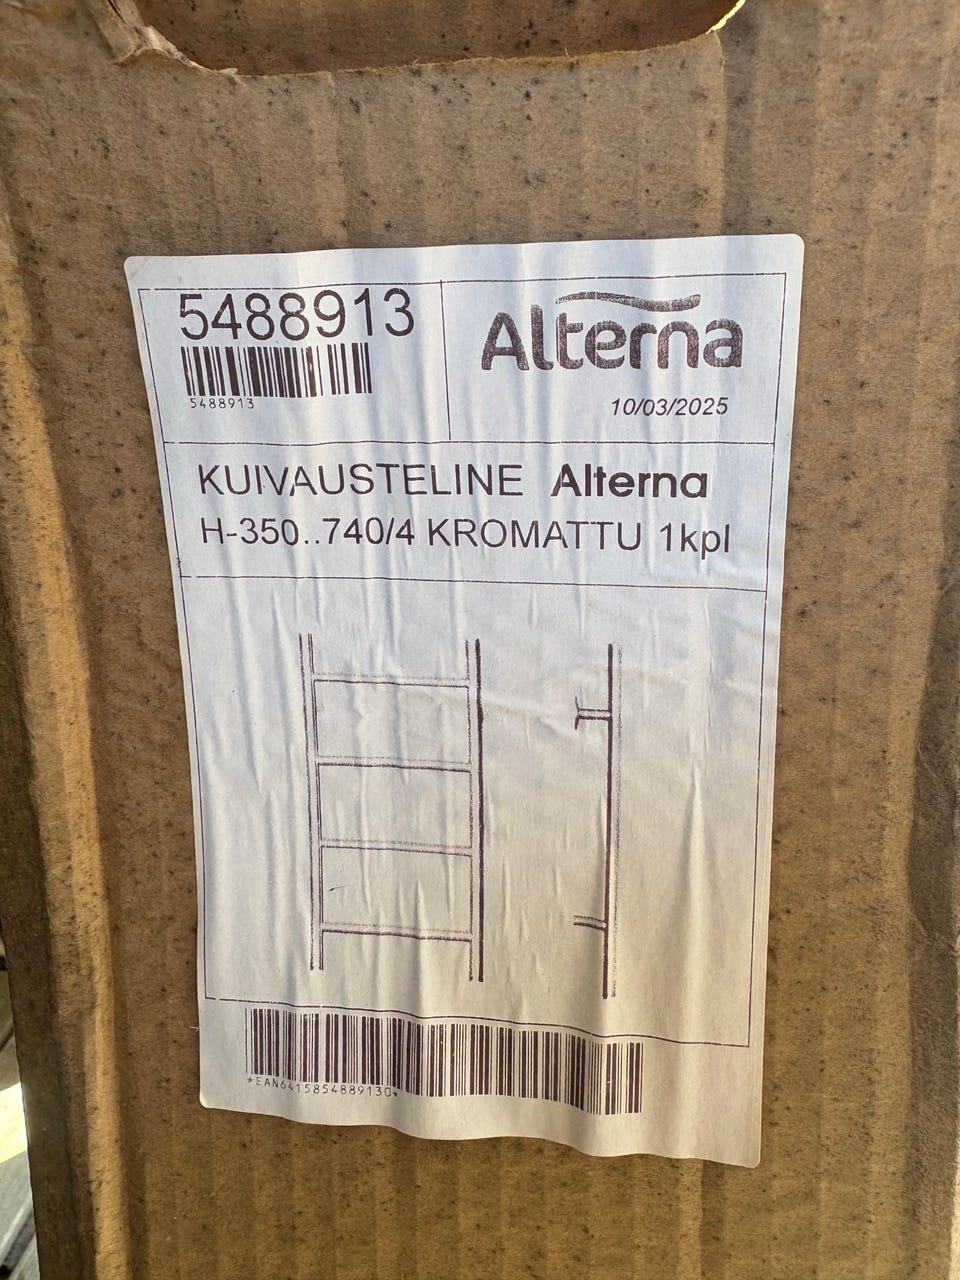 5488913
5488913
Alterna
10/03/2025
KUIVAUSTELINE Alterna
H-350..740/4 KROMATTU 1kpl
*EAN6415854889130*